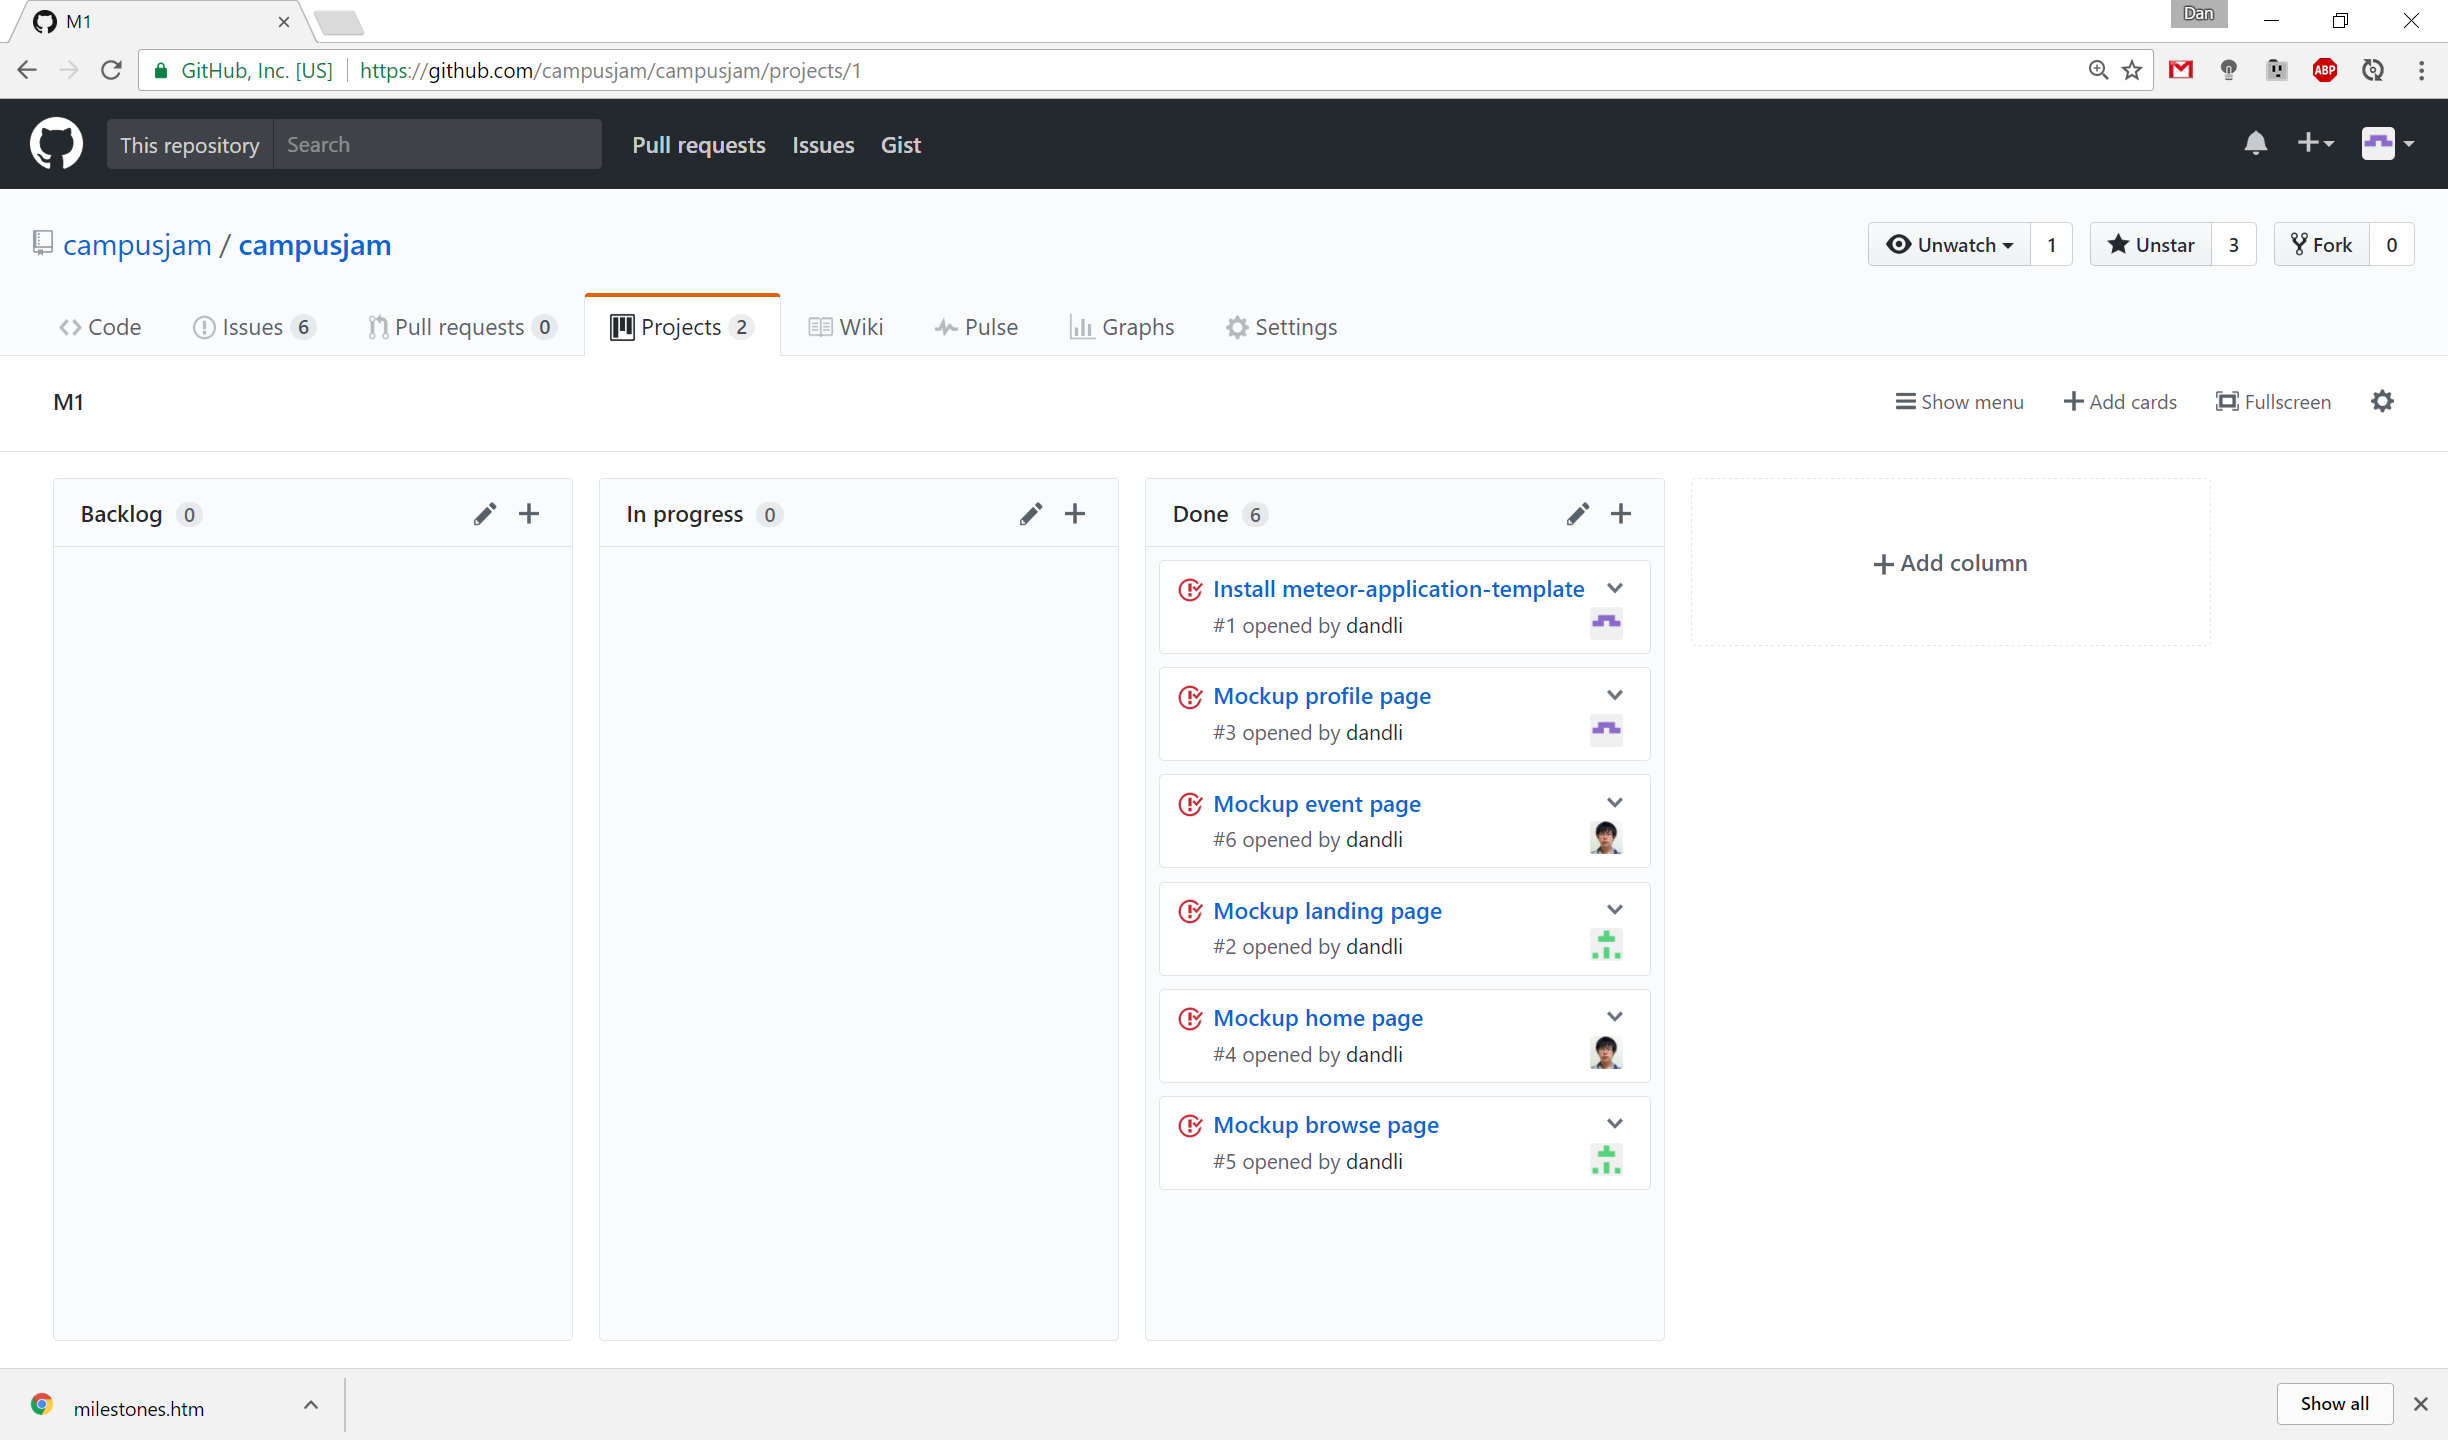 M1
Dan
GitHub, Inc. [US] https://github.com/campusjam/campusjam/projects/1
ABP
This repository Search Pull requests Issues Gist
campusjam / campusjam
Unwatch 1 Unstar 3 Fork 0
Code Issues 6 Pull requests 0 Projects 2 Wiki Pulse Graphs Settings
M1
Show menu Add cards Fullscreen
Backlog 0
In progress 0
Done 6
Install meteor-application-template
#1 opened by dandli
Mockup profile page
#3 opened by dandli
Mockup event page
#6 opened by dandli
Mockup landing page
#2 opened by dandli
Mockup home page
#4 opened by dandli
Mockup browse page
#5 opened by dandli
Add column
milestones.htm
Show all